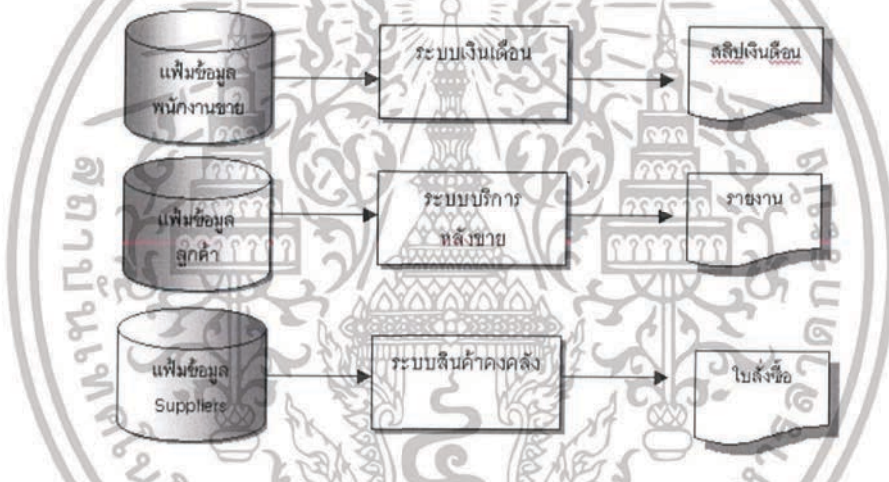 แฟ้มข้อมูล
พนักงานขาย
ระบบเงินเดือน
สลิปเงินเดือน
แฟ้มข้อมูล
ลูกค้า
ระบบบริการ
หลังขาย
รายงาน
แฟ้มข้อมูล
Suppliers
ระบบสินค้าคงคลัง
ใบสั่งซื้อ